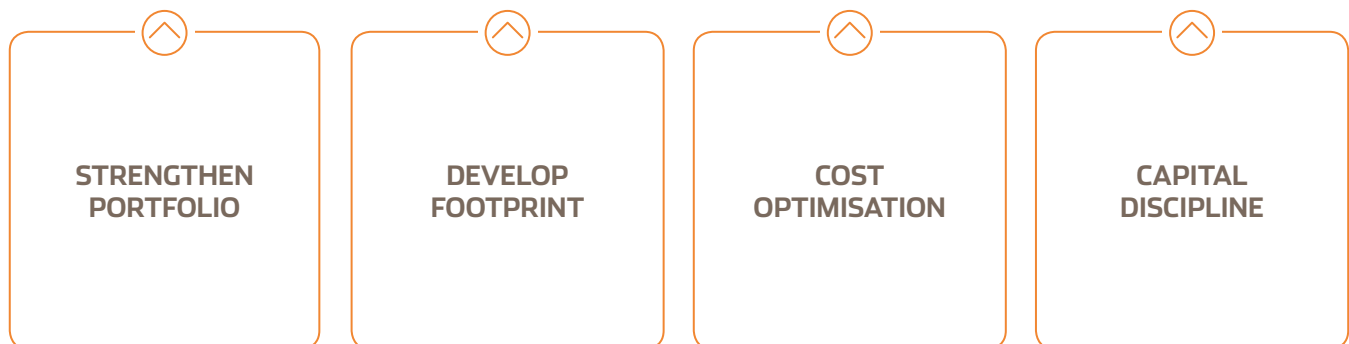 STRENGTHEN
PORTFOLIO
DEVELOP
FOOTPRINT
COST
OPTIMISATION
CAPITAL
DISCIPLINE